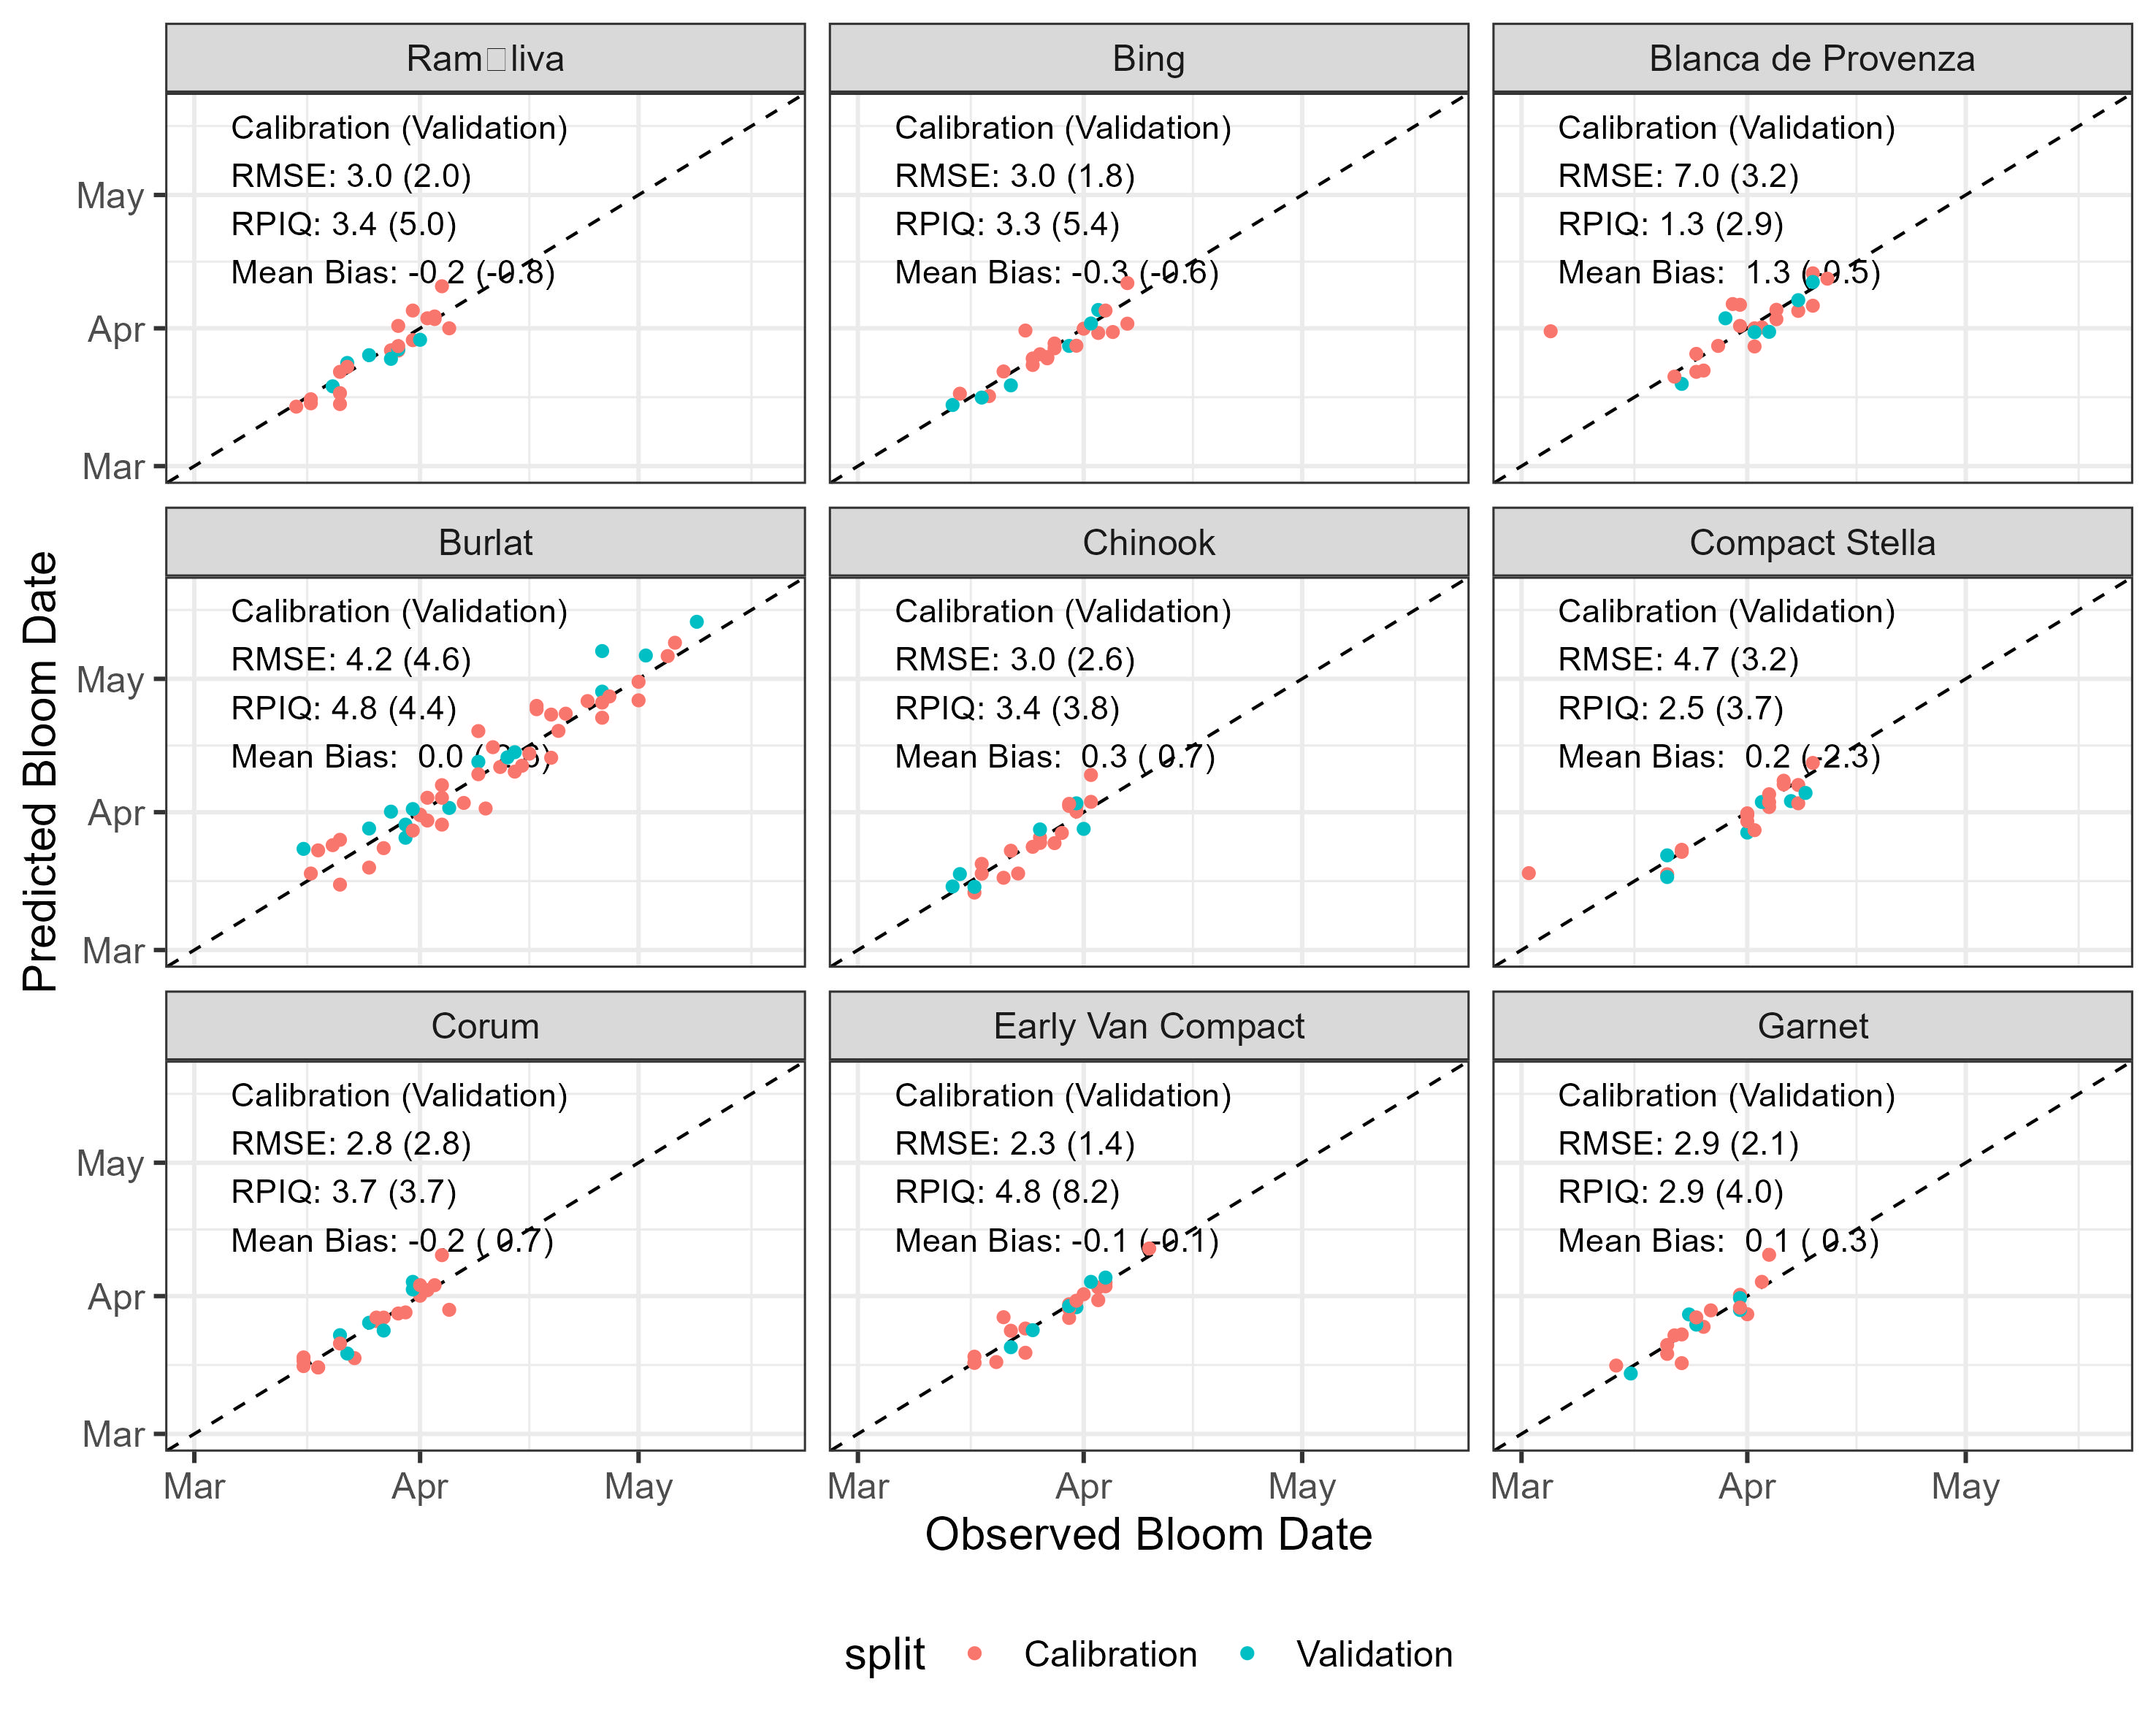 Ram□liva
Calibration (Validation)
RMSE: 3.0 (2.0)
RPIQ: 3.4 (5.0)
Mean Bias: -0.2 (-0.8)
Bing
Calibration (Validation)
RMSE: 3.0 (1.8)
RPIQ: 3.3 (5.4)
Mean Bias: -0.3 (-0.6)
Blanca de Provenza
Calibration (Validation)
RMSE: 7.0 (3.2)
RPIQ: 1.3 (2.9)
Mean Bias: 1.3 (-0.5)
May
Apr
Mar
Burlat
Calibration (Validation)
RMSE: 4.2 (4.6)
RPIQ: 4.8 (4.4)
Mean Bias: 0.0
Chinook
Calibration (Validation)
RMSE: 3.0 (2.6)
RPIQ: 3.4 (3.8)
Mean Bias: 0.3 ( 0.7)
Compact Stella
Calibration (Validation)
RMSE: 4.7 (3.2)
RPIQ: 2.5 (3.7)
Mean Bias: 0.2 (-2.3)
May
Apr
Mar
Predicted Bloom Date
Corum
Calibration (Validation)
RMSE: 2.8 (2.8)
RPIQ: 3.7 (3.7)
Mean Bias: -0.2 ( 0.7)
Early Van Compact
Calibration (Validation)
RMSE: 2.3 (1.4)
RPIQ: 4.8 (8.2)
Mean Bias: -0.1 (-0.1)
Garnet
Calibration (Validation)
RMSE: 2.9 (2.1)
RPIQ: 2.9 (4.0)
Mean Bias: 0.1 ( 0.3)
May
Apr
Mar
Mar Apr May
Mar Apr May
Mar Apr May
Observed Bloom Date
split Calibration Validation